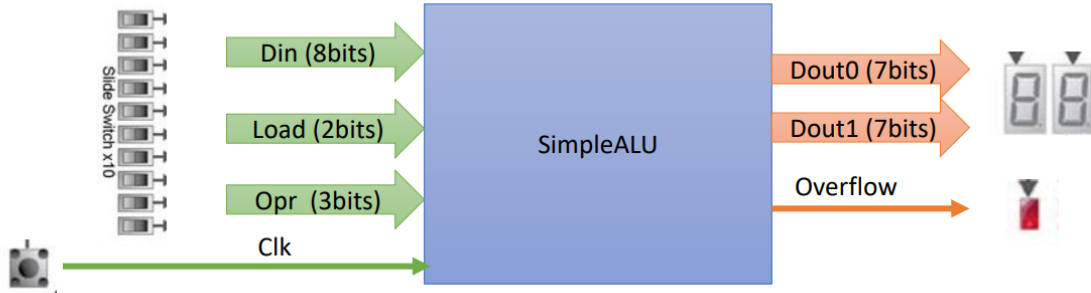 Slide Switch x10
Din (8bits)
Load (2bits)
Opr  (3bits)
Clk
SimpleALU
Dout0 (7bits)
Dout1 (7bits)
Overflow